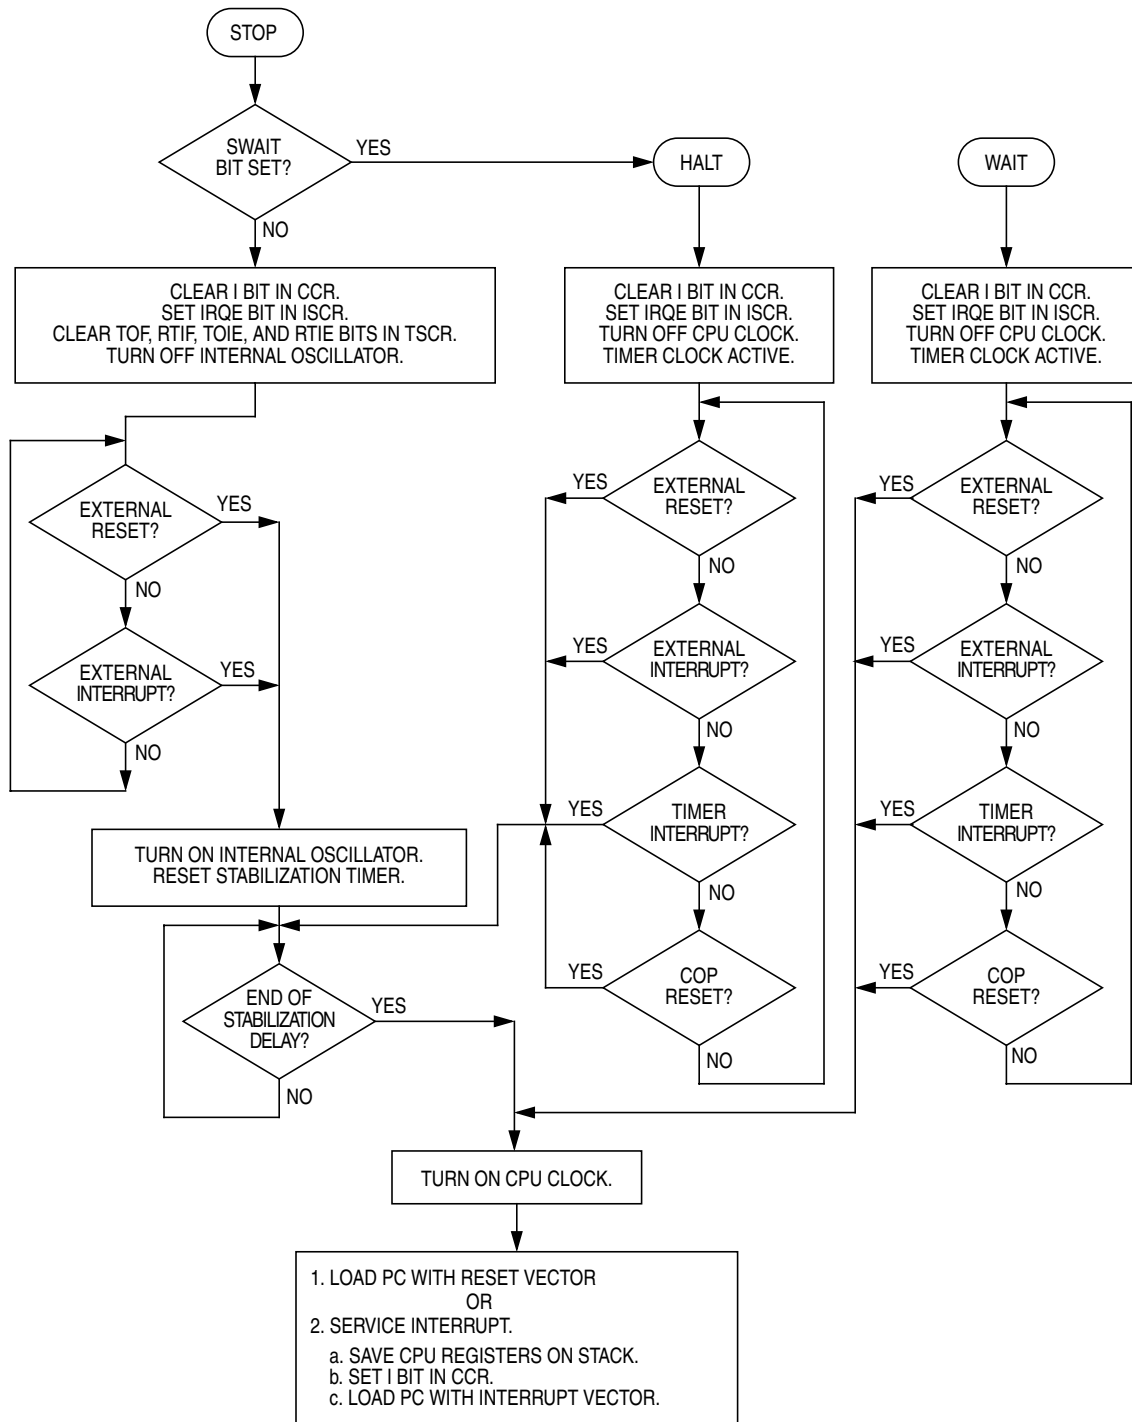 STOP
SWAIT
BIT SET?
YES
NO
HALT
WAIT
CLEAR I BIT IN CCR.
SET IRQE BIT IN ISCR.
CLEAR TOF, RTIF, TOIE, AND RTIE BITS IN TSCR.
TURN OFF INTERNAL OSCILLATOR.
EXTERNAL
RESET?
YES
NO
EXTERNAL
INTERRUPT?
YES
NO
TURN ON INTERNAL OSCILLATOR.
RESET STABILIZATION TIMER.
END OF
STABILIZATION
DELAY?
YES
NO
CLEAR I BIT IN CCR.
SET IRQE BIT IN ISCR.
TURN OFF CPU CLOCK.
TIMER CLOCK ACTIVE.
YES
EXTERNAL
RESET?
NO
YES
EXTERNAL
INTERRUPT?
NO
YES
TIMER
INTERRUPT?
NO
YES
COP
RESET?
NO
CLEAR I BIT IN CCR.
SET IRQE BIT IN ISCR.
TURN OFF CPU CLOCK.
TIMER CLOCK ACTIVE.
YES
EXTERNAL
RESET?
NO
YES
EXTERNAL
INTERRUPT?
NO
YES
TIMER
INTERRUPT?
NO
YES
COP
RESET?
NO
TURN ON CPU CLOCK.
1. LOAD PC WITH RESET VECTOR
OR
2. SERVICE INTERRUPT.
a. SAVE CPU REGISTERS ON STACK.
b. SET I BIT IN CCR.
c. LOAD PC WITH INTERRUPT VECTOR.